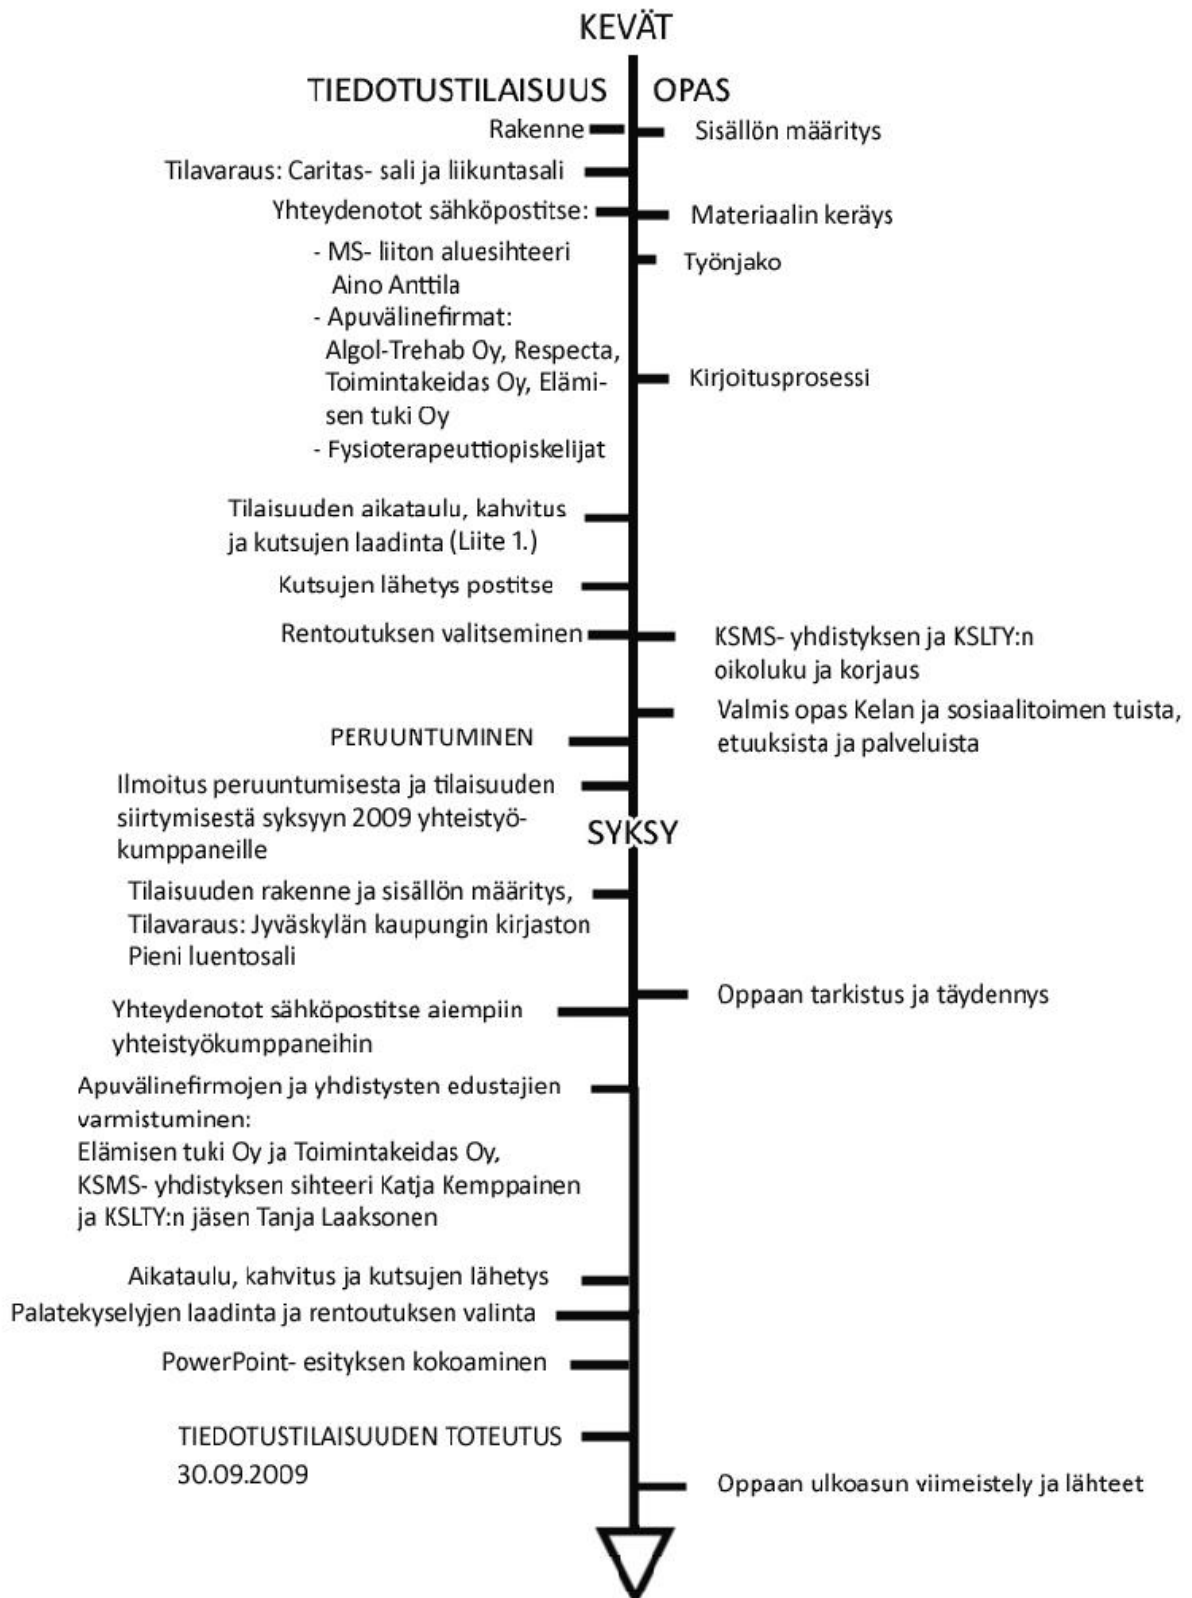 KEVÄT
TIEDOTUSTILAISUUS
OPAS
Rakenne
Sisällön määritys
Tilavaraus: Caritas- sali ja liikuntasali
Yhteydenotot sähköpostitse:
Materiaalin keräys
- MS- liiton aluesihteeri
Aino Anttila
Työnjako
- Apuvälinefirmat:
Algol-Trehab Oy, Respecta,
Toimintakeidas Oy, Elämi-
sen tuki Oy
Kirjoitusprosessi
- Fysioterapeuttiopiskelijat
Tilaisuuden aikataulu, kahvitus
ja kutsujen laadinta (Liite 1.)
Kutsujen lähetys postitse
Rentoutuksen valitseminen
KSMS- yhdistyksen ja KSLTY:n
oikoluku ja korjaus
Valmis opas Kelan ja sosiaalitoimen tuista,
etuuksista ja palveluista
PERUUNTUMINEN
Ilmoitus peruuntumisesta ja tilaisuuden
siirtymisestä syksyyn 2009 yhteistyö-
kumppaneille
SYKSY
Tilaisuuden rakenne ja sisällön määritys,
Tilavaraus: Jyväskylän kaupungin kirjaston
Pieni luentosali
Oppaan tarkistus ja täydennys
Yhteydenotot sähköpostitse aiempiin
yhteistyökumppaneihin
Apuvälinefirmojen ja yhdistysten edustajien
varmistuminen:
Elämisen tuki Oy ja Toimintakeidas Oy,
KSMS- yhdistyksen sihteeri Katja Kemppainen
ja KSLTY:n jäsen Tanja Laaksonen
Aikataulu, kahvitus ja kutsujen lähetys
Palatekyselyjen laadinta ja rentoutuksen valinta
PowerPoint- esityksen kokoaminen
TIEDOTUSTILAISUUDEN TOTEUTUS
30.09.2009
Oppaan ulkoasun viimeistely ja lähteet